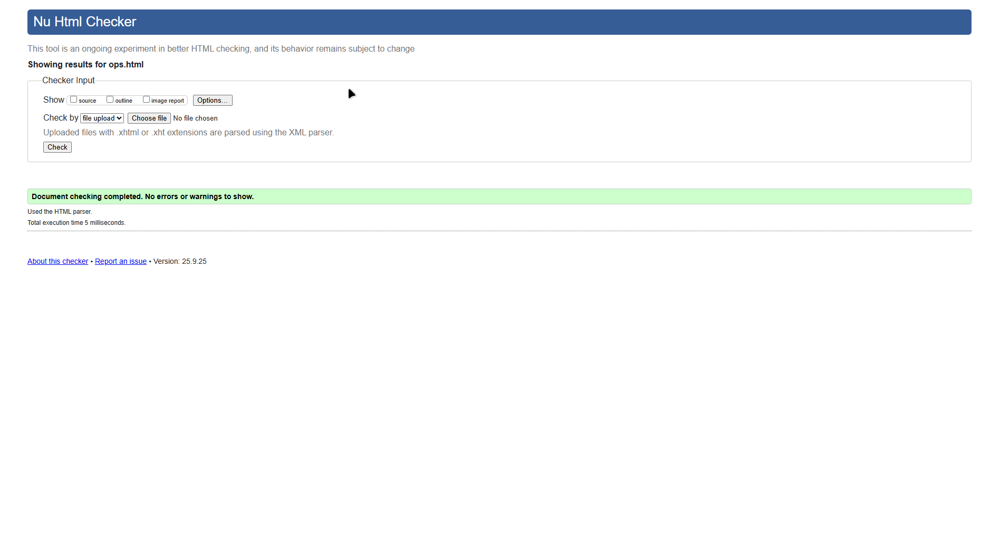 Nu Html Checker
This tool is an ongoing experiment in better HTML checking, and its behavior remains subject to change
Showing results for ops.html
Checker Input
Show source outline image report Options...
Check by file upload Choose file No file chosen
Uploaded files with .xhtml or .xht extensions are parsed using the XML parser.
Check
Document checking completed. No errors or warnings to show.
Used the HTML parser.
Total execution time 5 milliseconds.
About this checker • Report an issue • Version: 25.9.25